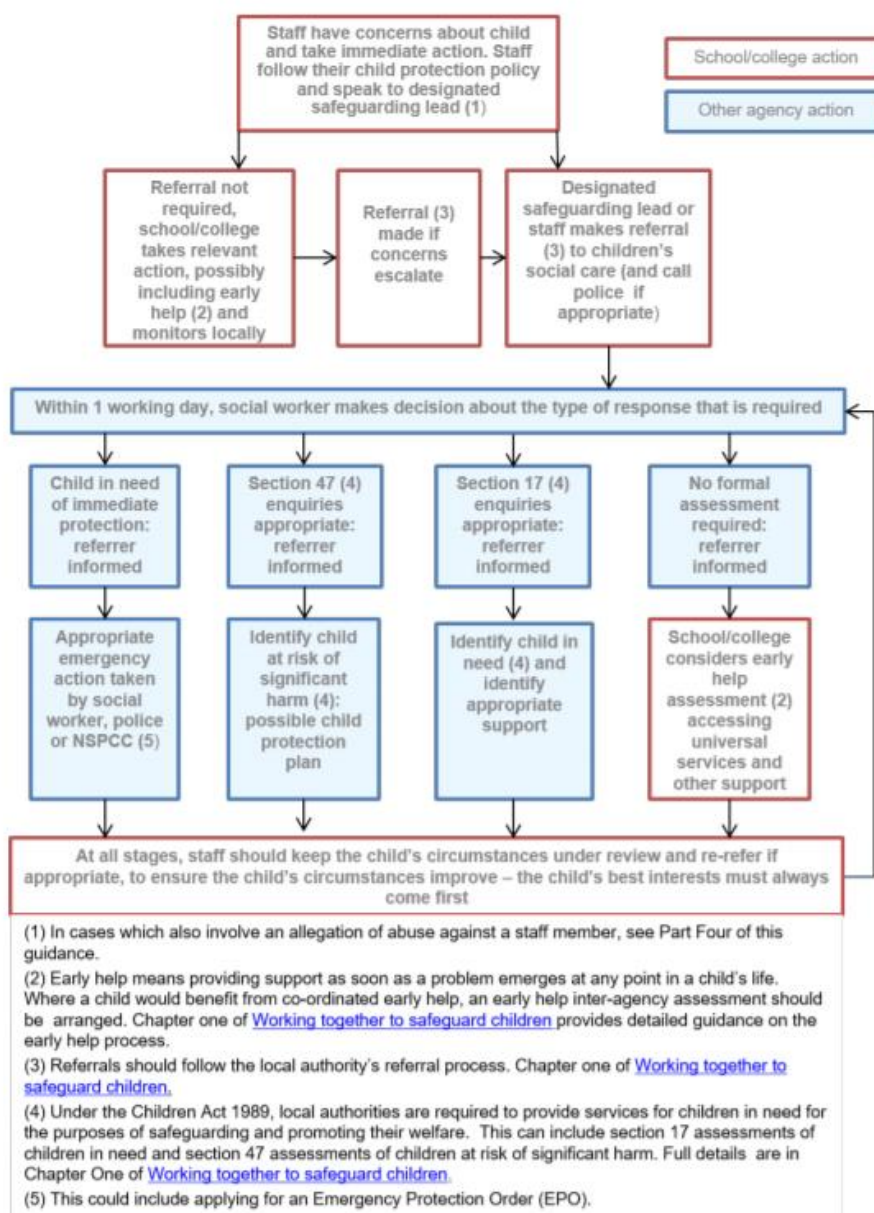 Staff have concerns about child
and take immediate action. Staff
follow their child protection policy
and speak to designated
safeguarding lead (1)
School/college action
Other agency action
Referral not
required,
school/college
takes relevant
action, possibly
including early
help (2) and
monitors locally
Referral (3)
made if
concerns
escalate
Designated
safeguarding lead or
staff makes referral
(3) to children's
social care (and call
police if
appropriate)
Within 1 working day, social worker makes decision about the type of response that is required
Child in need
of immediate
protection:
referrer
informed
Section 47 (4)
enquiries
appropriate:
referrer
informed
Section 17 (4)
enquiries
appropriate:
referrer
informed
No formal
assessment
required:
referrer
informed
Appropriate
emergency
action taken
by social
worker, police
or NSPCC (5)
Identify child
at risk of
significant
harm (4):
possible child
protection
plan
Identify child in
need (4) and
identify
appropriate
support
School/college
considers early
help
assessment (2)
accessing
universal
services and
other support
At all stages, staff should keep the child's circumstances under review and re-refer if
appropriate, to ensure the child's circumstances improve – the child's best interests must always
come first
(1) In cases which also involve an allegation of abuse against a staff member, see Part Four of this
guidance.
(2) Early help means providing support as soon as a problem emerges at any point in a child's life.
Where a child would benefit from co-ordinated early help, an early help inter-agency assessment should
be arranged. Chapter one of Working together to safeguard children provides detailed guidance on the
early help process.
(3) Referrals should follow the local authority's referral process. Chapter one of Working together to
safeguard children.
(4) Under the Children Act 1989, local authorities are required to provide services for children in need for
the purposes of safeguarding and promoting their welfare. This can include section 17 assessments of
children in need and section 47 assessments of children at risk of significant harm. Full details are in
Chapter One of Working together to safeguard children.
(5) This could include applying for an Emergency Protection Order (EPO).